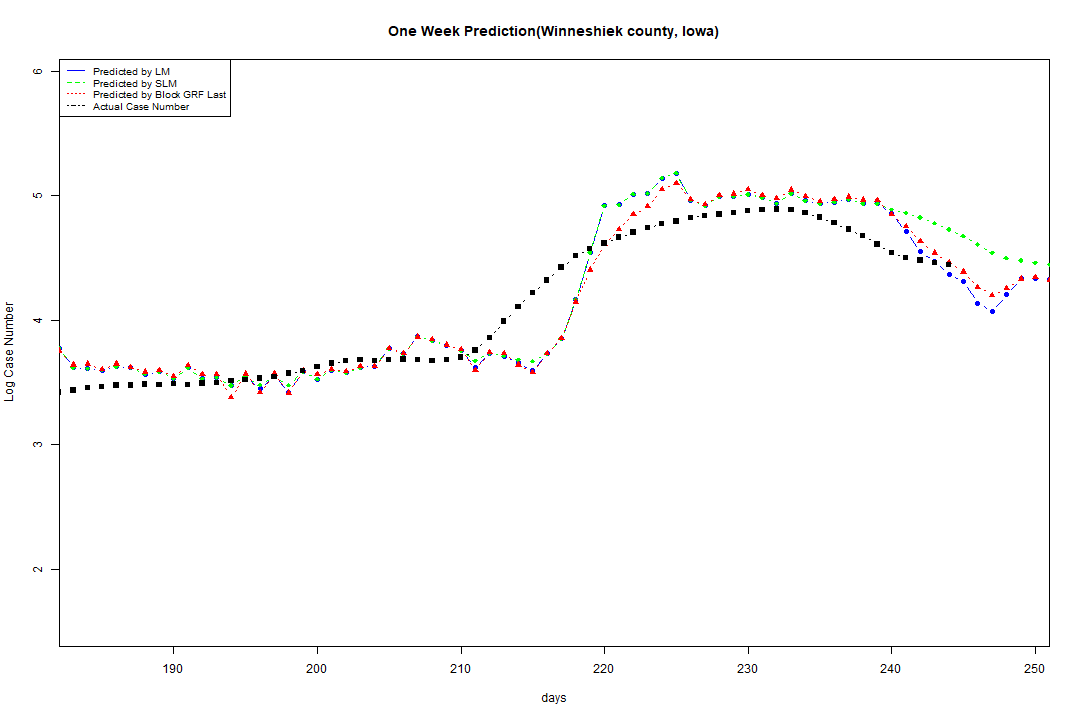 One Week Prediction(Winneshiek county, Iowa)
Predicted by LM
Predicted by SLM
Predicted by Block GRF Last
Actual Case Number
6
5
4
3
2
Log Case Number
190 200 210 220 230 240 250
days